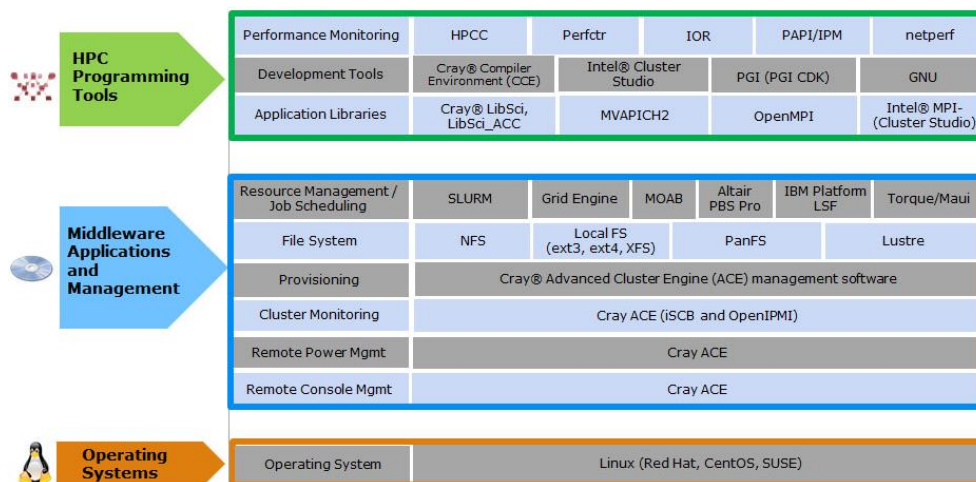 HPC
Programming
Tools
Performance Monitoring
HPCC
Perfctr
IOR
PAPI/IPM
netperf
Development Tools
Cray® Compiler
Environment (CCE)
Intel® Cluster
Studio
PGI (PGI CDK)
GNU
Application Libraries
Cray® LibSci,
LibSci_ACC
MVAPICH2
OpenMPI
Intel® MPI-
(Cluster Studio)
Middleware
Applications
and
Management
Resource Management /
Job Scheduling
SLURM
Grid Engine
MOAB
Altair
PBS Pro
IBM Platform
LSF
Torque/Maui
File System
NFS
Local FS
(ext3, ext4, XFS)
PanFS
Lustre
Provisioning
Cray® Advanced Cluster Engine (ACE) management software
Cluster Monitoring
Cray ACE (iSCB and OpenIPMI)
Remote Power Mgmt
Cray ACE
Remote Console Mgmt
Cray ACE
Operating
Systems
Operating System
Linux (Red Hat, CentOS, SUSE)